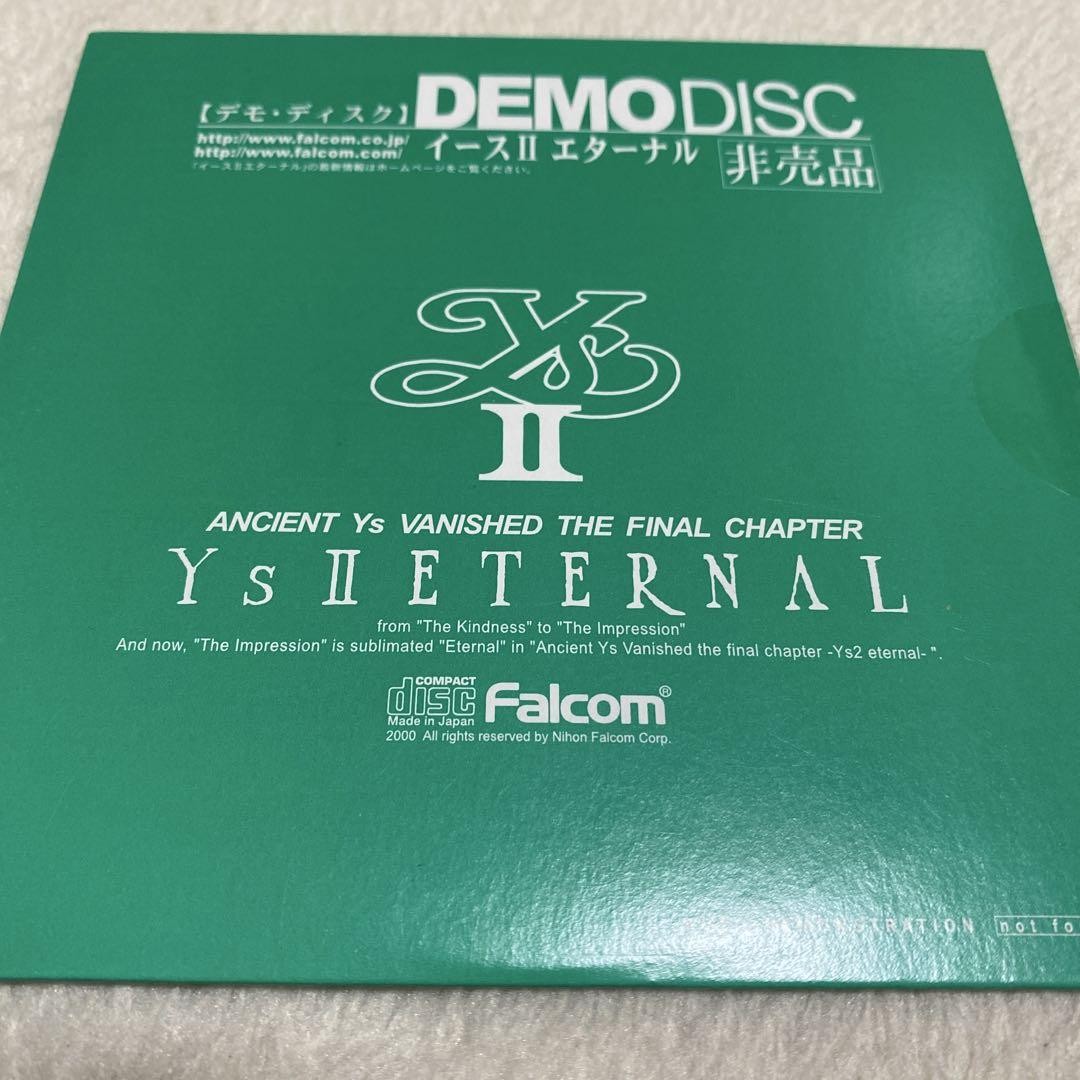 【デモ・ディスク】 DEMO DISC
http://www.falcom.co.jp/
http://www.falcom.com/
イースII エターナル 非売品
「イースIIエターナル」の最新情報はホームページをご覧ください。
Ys
II
ANCIENT Ys VANISHED THE FINAL CHAPTER
Ys II ETERNAL
from "The Kindness" to "The Impression"
And now, "The Impression" is sublimated "Eternal" in "Ancient Ys Vanished the final chapter -Ys2 eternal- ".
COMPACT
disc Falcom®
Made in Japan
2000 All rights reserved by Nihon Falcom Corp.
not fo